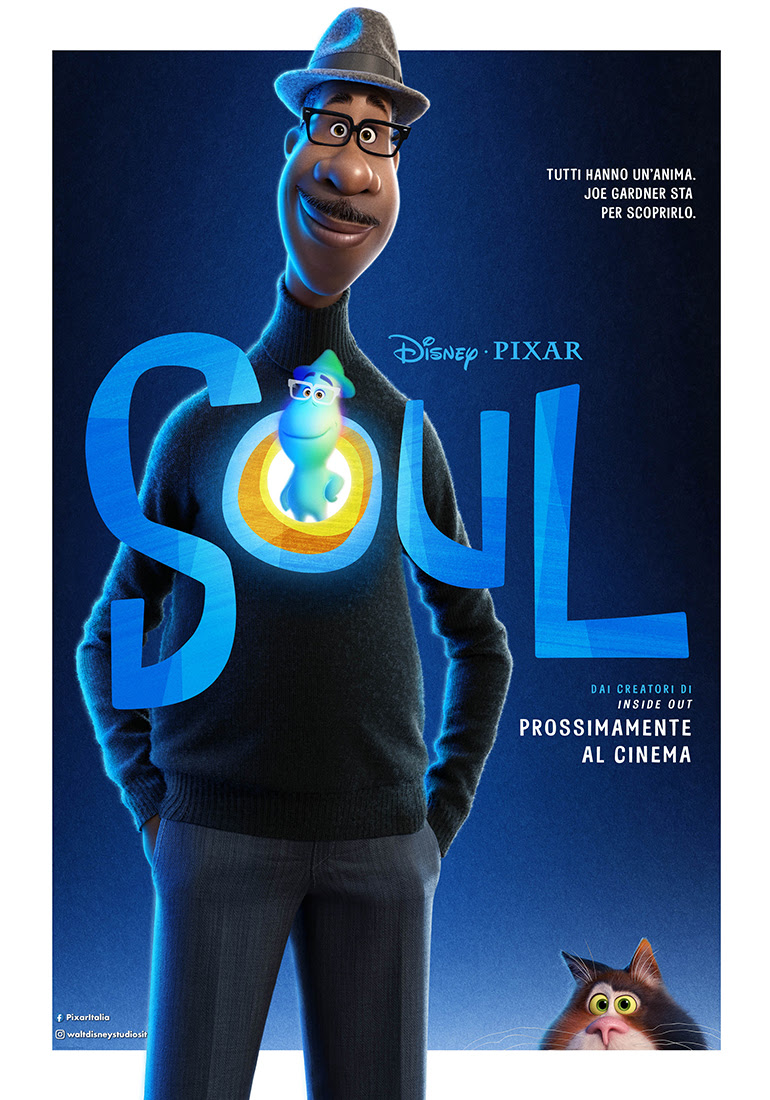 TUTTI HANNO UN'ANIMA.
JOE GARDNER STA
PER SCOPRIRLO.
DISNEY · PIXAR
SOUL
DAI CREATORI DI
INSIDE OUT
PROSSIMAMENTE
AL CINEMA
PixarItalia
waltdisneystudiosit